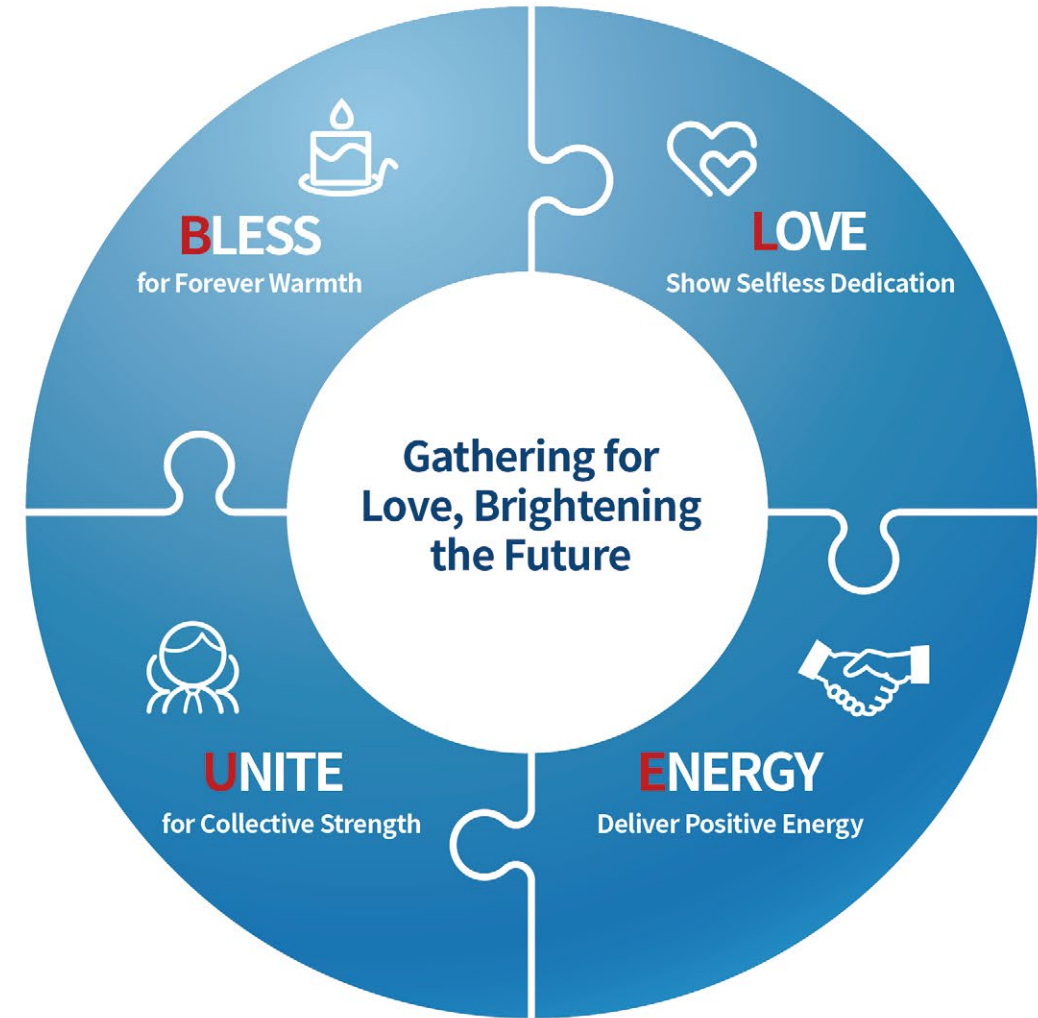 BLESS
for Forever Warmth
LOVE
Show Selfless Dedication
Gathering for
Love, Brightening
the Future
UNITE
for Collective Strength
ENERGY
Deliver Positive Energy